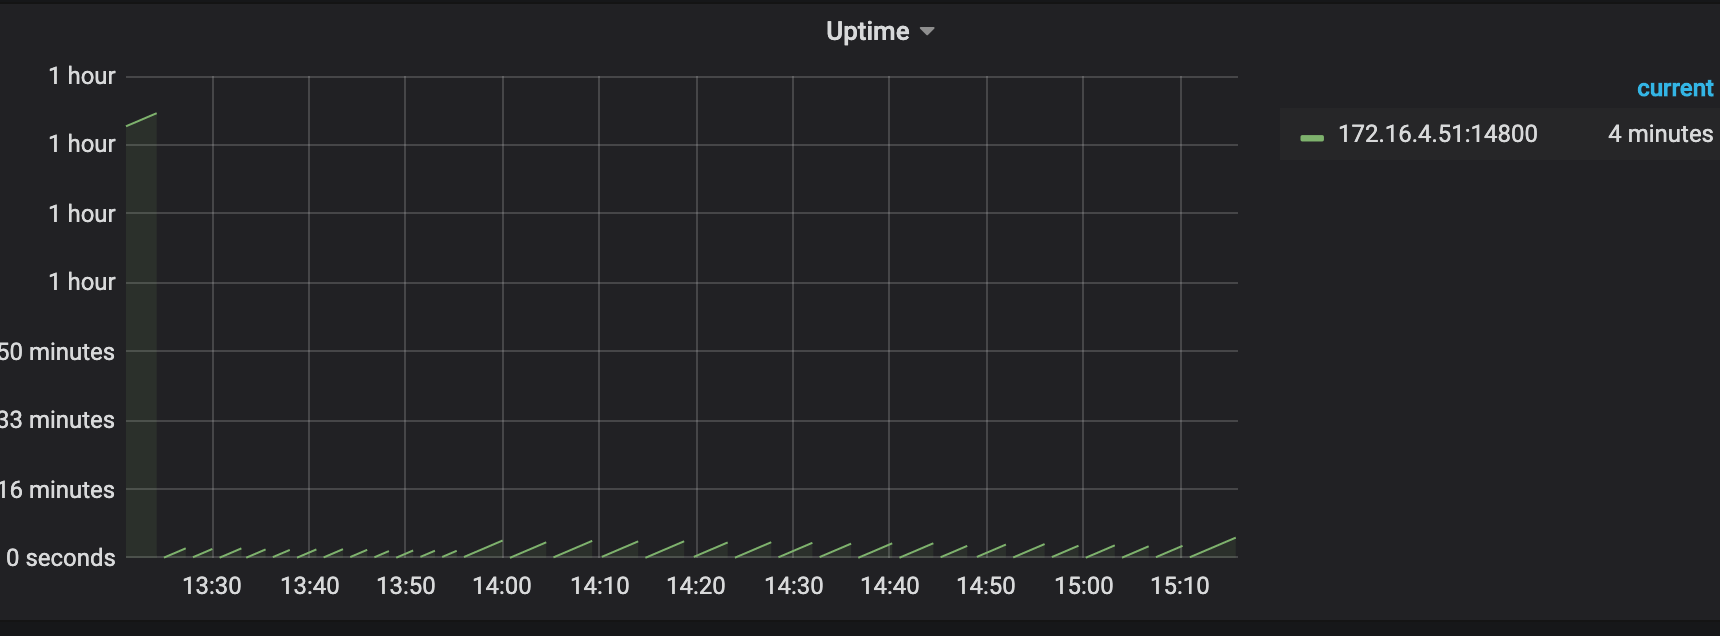 Uptime
1 hour
1 hour
1 hour
1 hour
50 minutes
33 minutes
16 minutes
0 seconds
13:30 13:40 13:50 14:00 14:10 14:20 14:30 14:40 14:50 15:00 15:10
current
172.16.4.51:14800 4 minutes